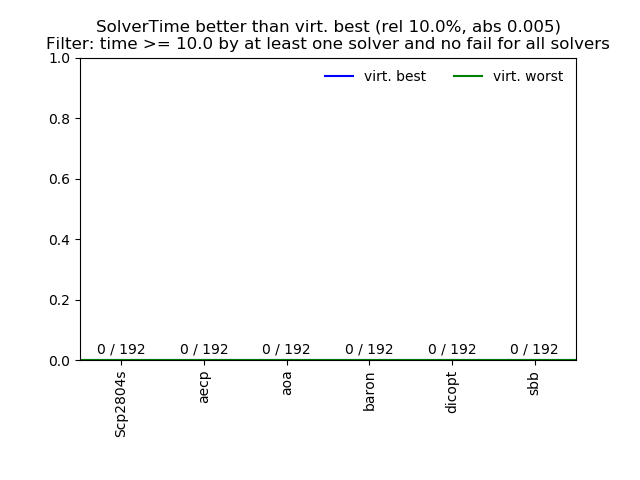 SolverTime better than virt. best (rel 10.0%, abs 0.005)
Filter: time >= 10.0 by at least one solver and no fail for all solvers
virt. best
virt. worst
1.0
0.8
0.6
0.4
0.2
0.0
0 / 192
0 / 192
0 / 192
0 / 192
0 / 192
0 / 192
Scp2804s
aecp
aoa
baron
dicopt
sbb